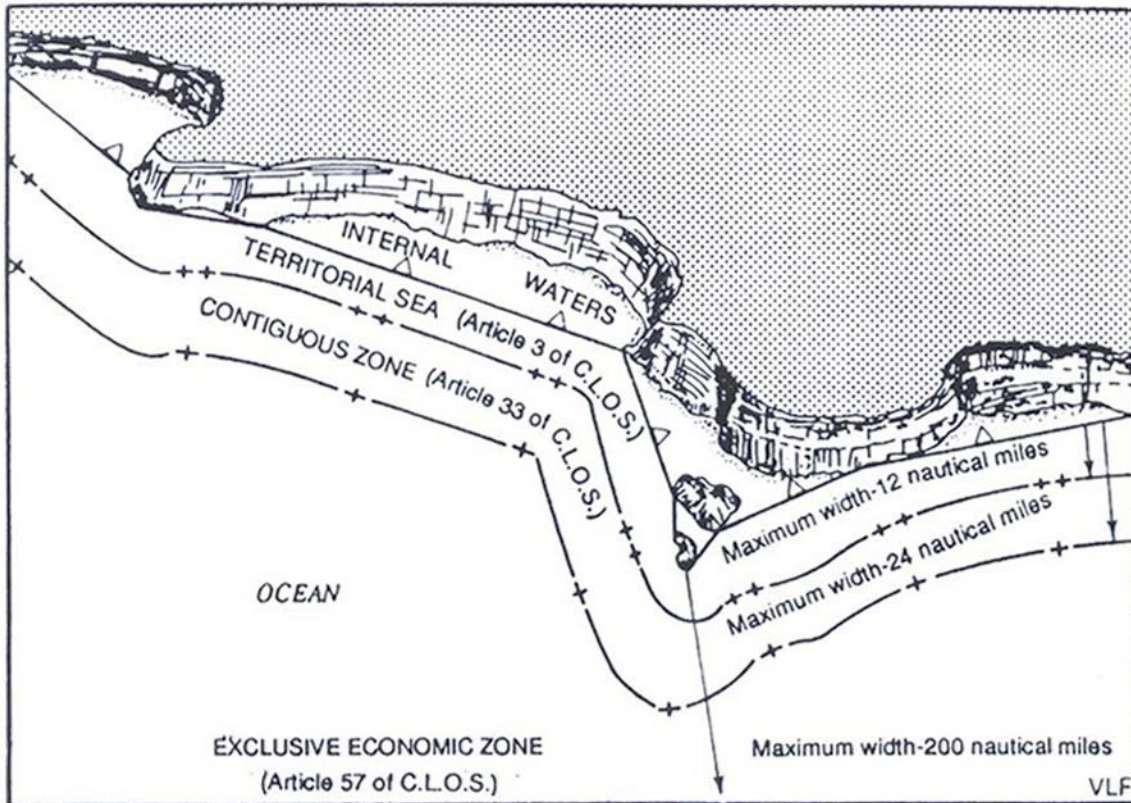 INTERNAL
WATERS
TERRITORIAL SEA (Article 3 of C.L.O.S.)
CONTIGUOUS ZONE (Article 33 of C.L.O.S.)
Maximum width-12 nautical miles
Maximum width-24 nautical miles
OCEAN
EXCLUSIVE ECONOMIC ZONE
(Article 57 of C.L.O.S.)
Maximum width-200 nautical miles
VLF